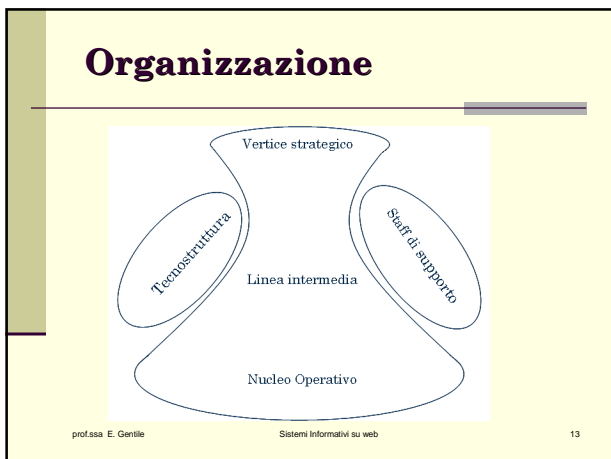 Organizzazione
Vertice strategico
Tecnostruttura
Staff di supporto
Linea intermedia
Nucleo Operativo
prof.ssa E. Gentile
Sistemi Informativi su web
13